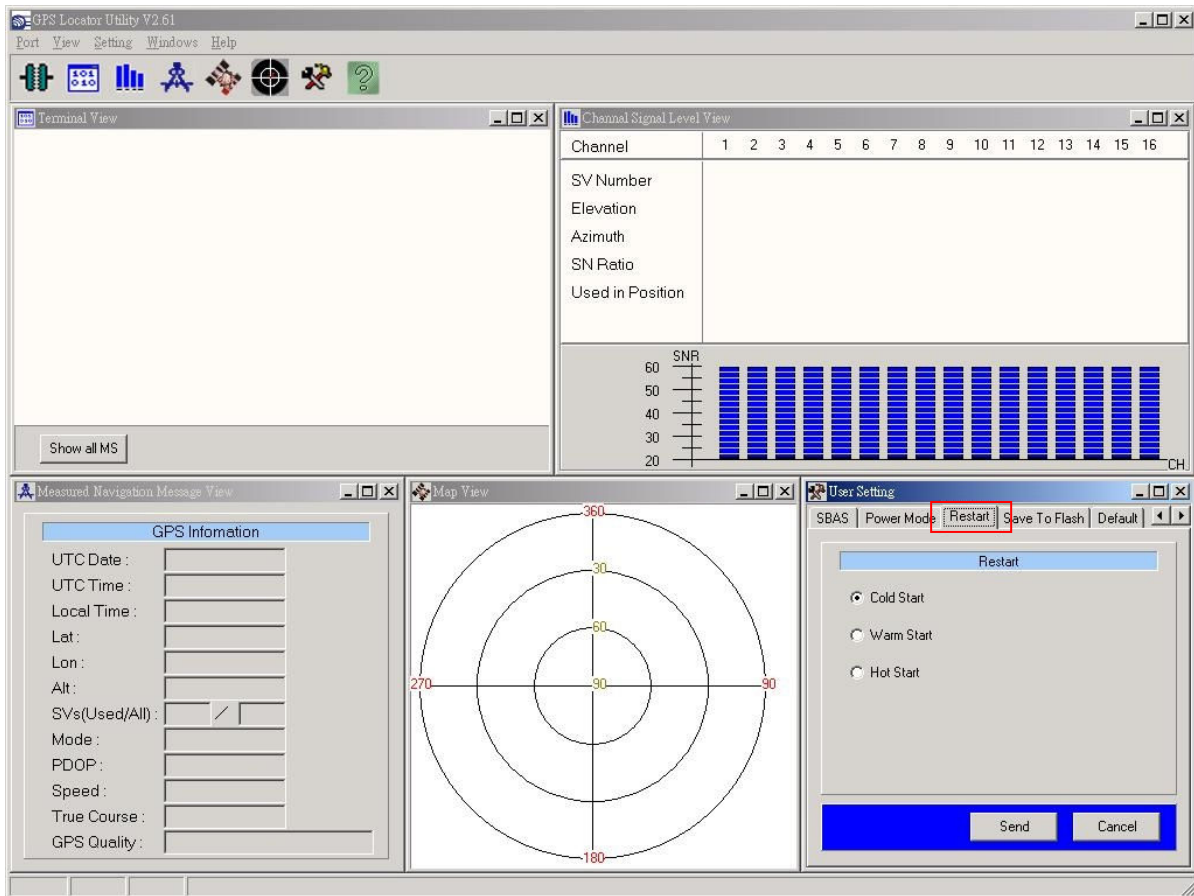 GPS Locator Utility V2.61
Port View Setting Windows Help
Terminal View
Show all MS
Channal Signal Level View
Channel 1 2 3 4 5 6 7 8 9 10 11 12 13 14 15 16
SV Number
Elevation
Azimuth
SN Ratio
Used in Position
SNR
60
50
40
30
20
CH
Measured Navigation Message View
GPS Infomation
UTC Date :
UTC Time :
Local Time :
Lat :
Lon :
Alt :
SVs(Used/All) : /
Mode :
PDOP :
Speed :
True Course :
GPS Quality :
Map View
360
30
60
270 90 90
180
User Setting
SBAS Power Mode Restart Save To Flash Default
Restart
Cold Start
Warm Start
Hot Start
Send Cancel